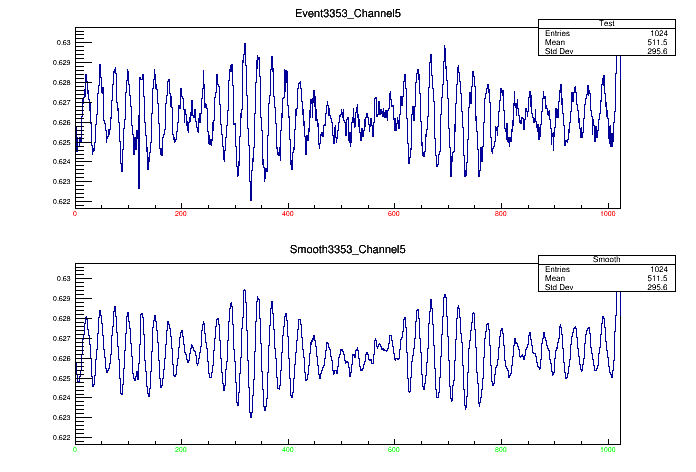 Event3353_Channel5
Test
Entries 1024
Mean 511.5
Std Dev 295.6
0.63
0.629
0.628
0.627
0.626
0.625
0.624
0.623
0.622
0 200 400 600 800 1000
Smooth3353_Channel5
Smooth
Entries 1024
Mean 511.5
Std Dev 295.6
0.63
0.629
0.628
0.627
0.626
0.625
0.624
0.623
0.622
0 200 400 600 800 1000